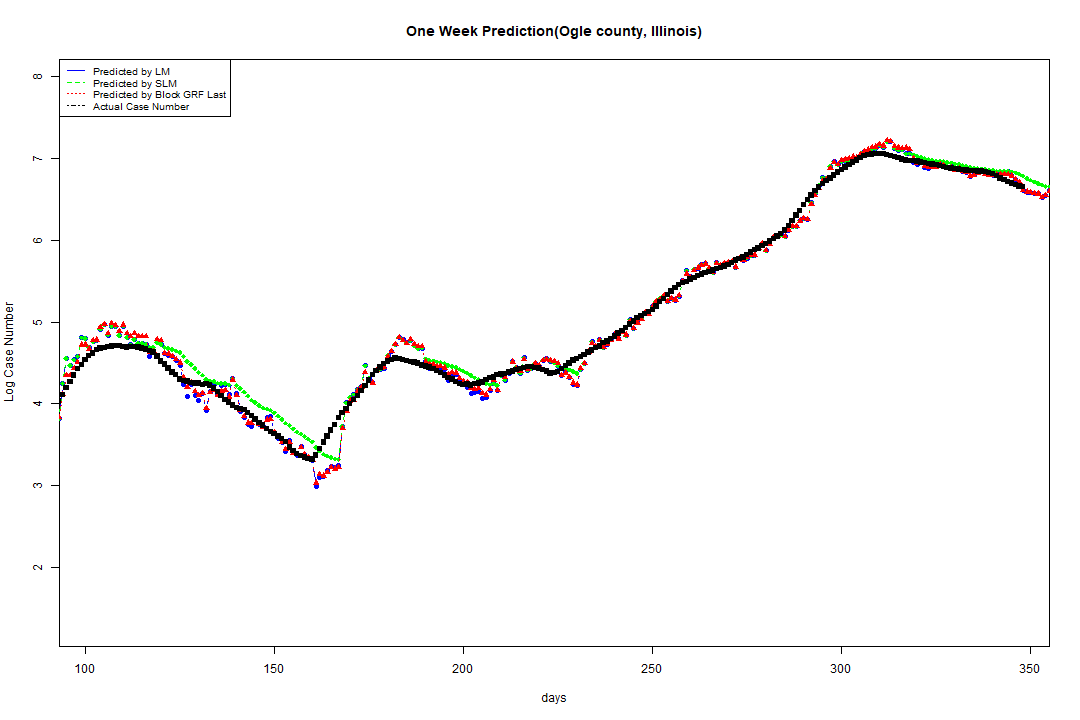 One Week Prediction(Ogle county, Illinois)
Predicted by LM
Predicted by SLM
Predicted by Block GRF Last
Actual Case Number
Log Case Number
8
7
6
5
4
3
2
100 150 200 250 300 350
days